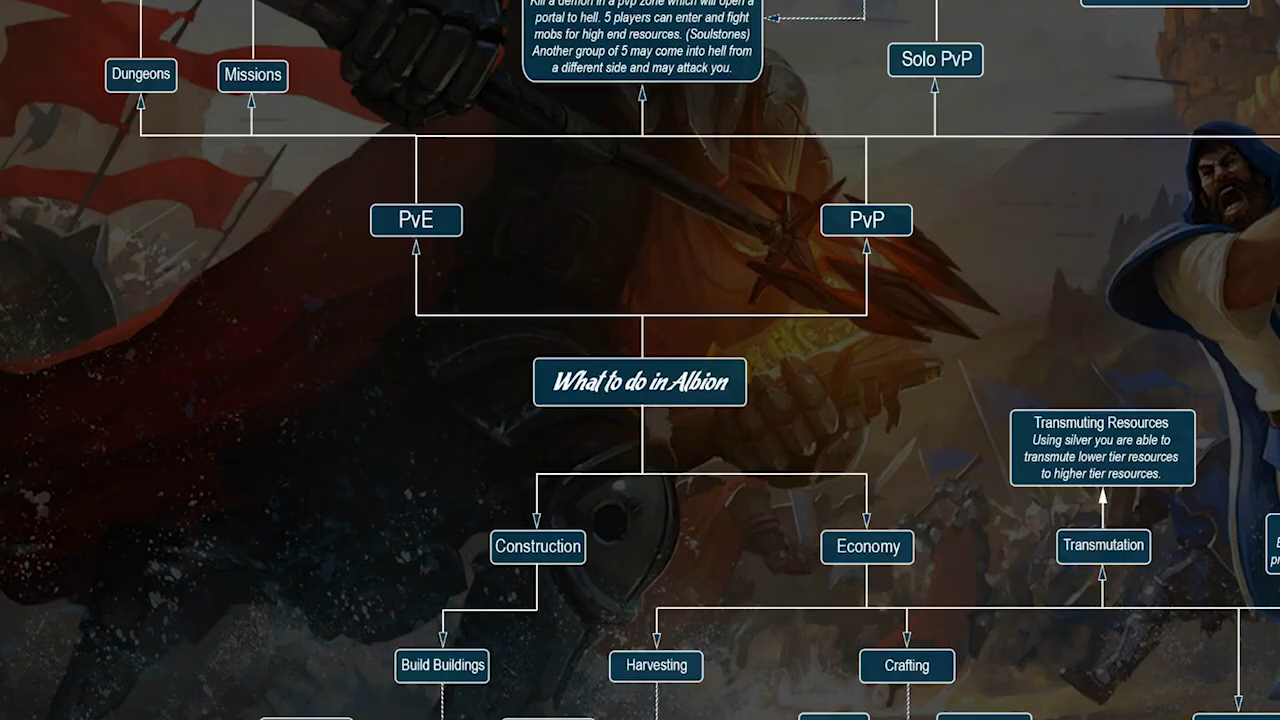 Kill a demon in a pvp zone which will open a
portal to hell. 5 players can enter and fight
mobs for high end resources. (Soulstones)
Another group of 5 may come into hell from
a different side and may attack you.
Dungeons
Missions
Solo PvP
PvE
PvP
What to do in Albion
Transmuting Resources
Using silver you are able to
transmute lower tier resources
to higher tier resources.
Construction
Economy
Transmutation
Build Buildings
Harvesting
Crafting